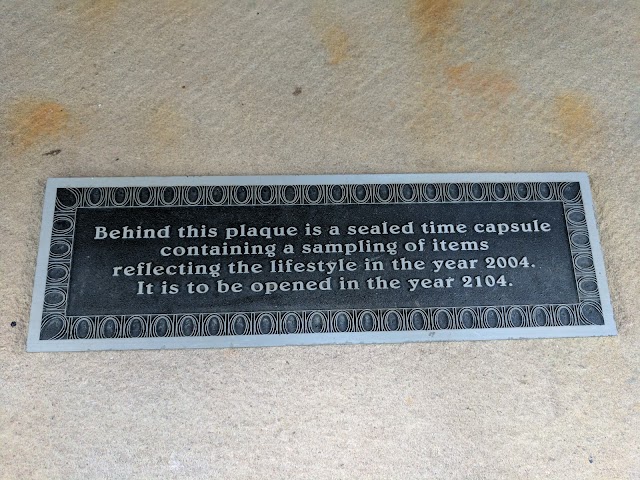 Behind this plaque is a sealed time capsule
containing a sampling of items
reflecting the lifestyle in the year 2004.
It is to be opened in the year 2104.